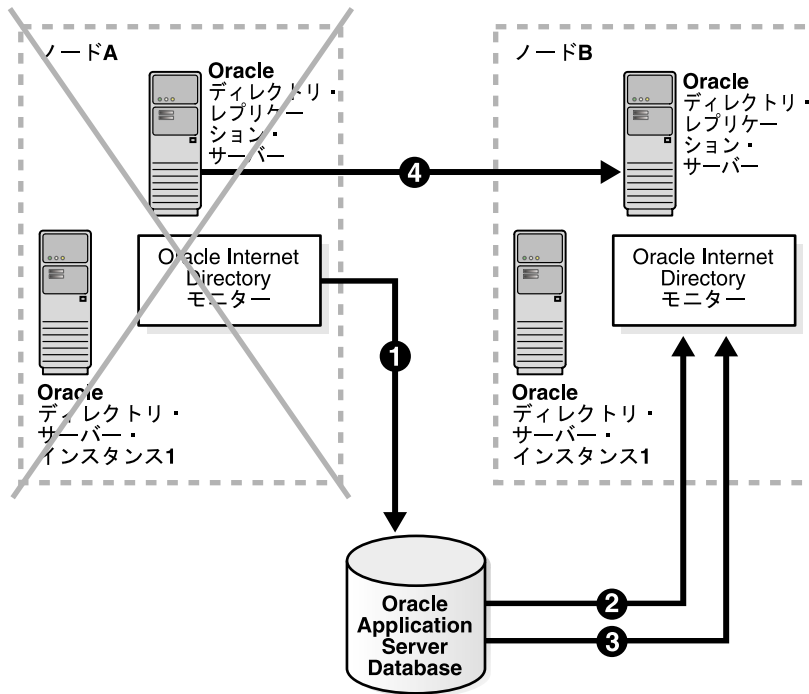 ノードA
Oracle
ディレクトリ・
レプリケー
ション・
サーバー
Oracle Internet
Directory
モニター
Oracle
ディレクトリ・
サーバー・
インスタンス1
ノードB
Oracle
ディレクトリ・
レプリケー
ション・
サーバー
Oracle Internet
Directory
モニター
Oracle
ディレクトリ・
サーバー・
インスタンス1
4
1
2
3
Oracle
Application
Server
Database